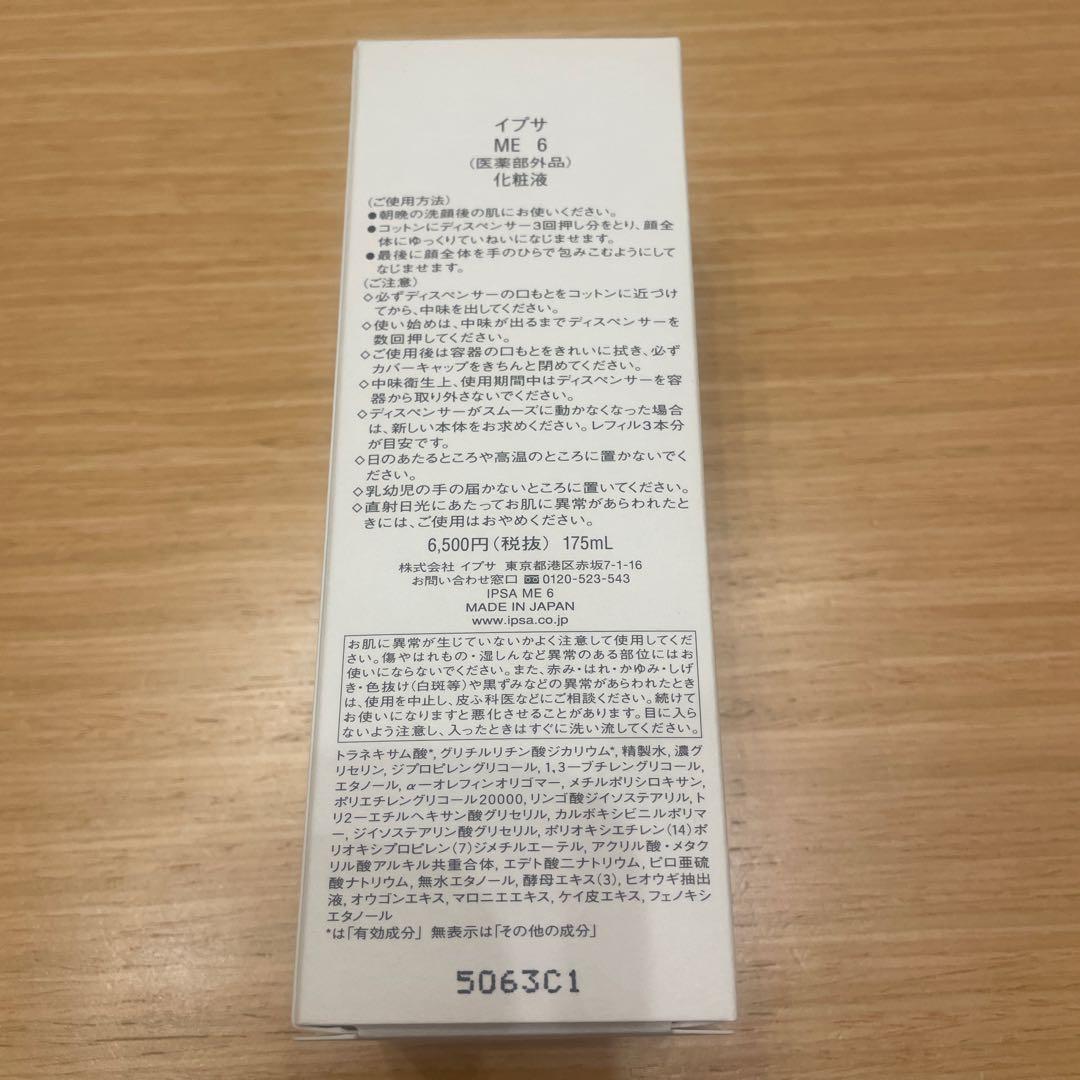 イプサ
ME 6
(医薬部外品)
化粧液
(ご使用方法)
●朝晩の洗顔後の肌にお使いください。
●コットンにディスペンサー3回押し分をとり、顔全
体にゆっくりていねいになじませます。
●最後に顔全体を手のひらで包みこむようにして
なじませます。
(ご注意)
◇必ずディスペンサーの口もとをコットンに近づけ
てから、中味を出してください。
◇使い始めは、中味が出るまでディスペンサーを
数回押してください。
◇ご使用後は容器の口もとをきれいに拭き、必ず
カバーキャップをきちんと閉めてください。
◇中味衛生上、使用期間中はディスペンサーを容
器から取り外さないでください。
◇ディスペンサーがスムーズに動かなくなった場合
は、新しい本体をお求めください。レフィル3本分
が目安です。
◇日のあたるところや高温のところに置かないでく
ださい。
◇乳幼児の手の届かないところに置いてください。
◇直射日光にあたってお肌に異常があらわれたと
きには、ご使用はおやめください。
6,500円(税抜) 175mL
株式会社 イプサ 東京都港区赤坂7-1-16
お問い合わせ窓口 0120-523-543
IPSA ME 6
MADE IN JAPAN
www.ipsa.co.jp
お肌に異常が生じていないかよく注意して使用してくだ
さい。傷やはれもの・湿しんなど異常のある部位にはお
使いにならないでください。また、赤み・はれ・かゆみ・しげ
き・色抜け(白斑等)や黒ずみなどの異常があらわれたとき
は、使用を中止し、皮ふ科医などにご相談ください。続けて
お使いになりますと悪化させることがあります。目に入ら
ないよう注意し、入ったときはすぐに洗い流してください。
トラネキサム酸*, グリチルリチン酸ジカリウム*, 精製水, 濃グ
リセリン, ジプロピレングリコール, 1,3-ブチレングリコール,
エタノール, α-オレフィンオリゴマー, メチルポリシロキサン,
ポリエチレングリコール20000, リンゴ酸ジイソステアリル, ト
リ2-エチルヘキサン酸グリセリル, カルボキシビニルポリマ
ー, ジイソステアリン酸グリセリル, ポリオキシエチレン(14)ポ
リオキシプロピレン(7)ジメチルエーテル, アクリル酸・メタク
リル酸アルキル共重合体, エデト酸二ナトリウム, ピロ亜硫
酸ナトリウム, 無水エタノール, 酵母エキス(3), ヒオウギ抽出
液, オウゴンエキス, マロニエエキス, ケイ皮エキス, フェノキシ
エタノール
*は「有効成分」 無表示は「その他の成分」
5063C1